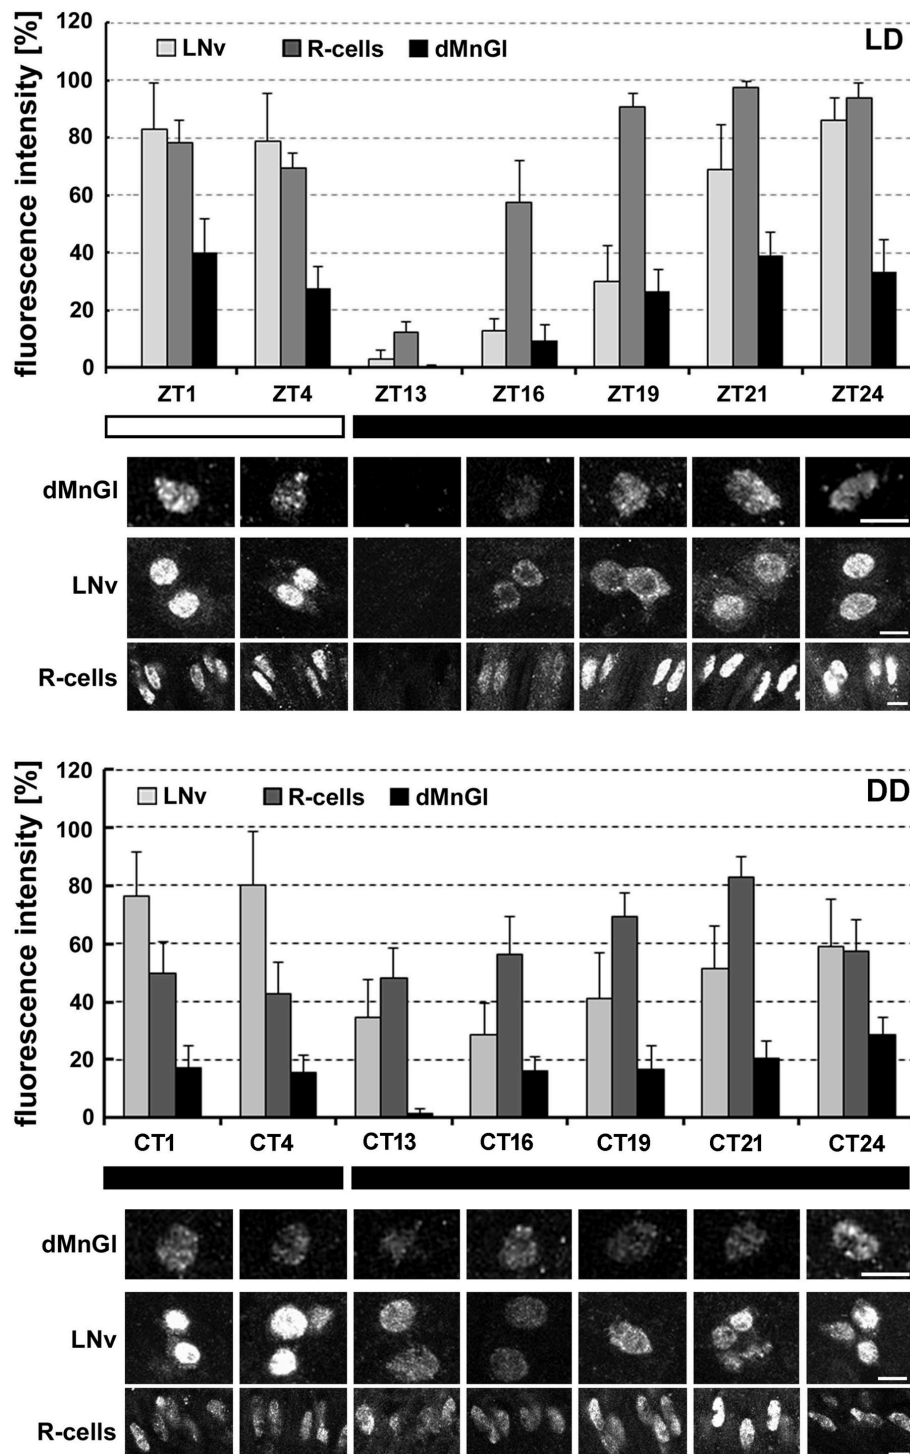 fluorescence intensity [%]
120
100
80
60
40
20
0
LNv R-cells dMnGl
LD
ZT1 ZT4 ZT13 ZT16 ZT19 ZT21 ZT24
dMnGl
LNv
R-cells
fluorescence intensity [%]
120
100
80
60
40
20
0
LNv R-cells dMnGl
DD
CT1 CT4 CT13 CT16 CT19 CT21 CT24
dMnGl
LNv
R-cells